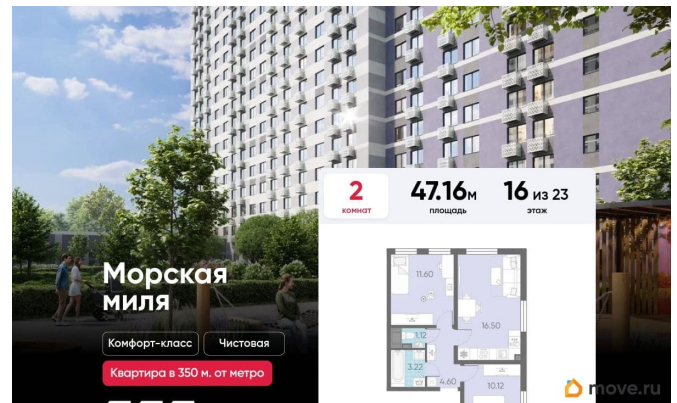 2
комнат
47.16м
площадь
16 из 23
этаж
Морская
миля
Комфорт-класс
Чистовая
Квартира в 350 м. от метро
11.60
16.50
1.12
3.22
4.60
10.12
move.ru